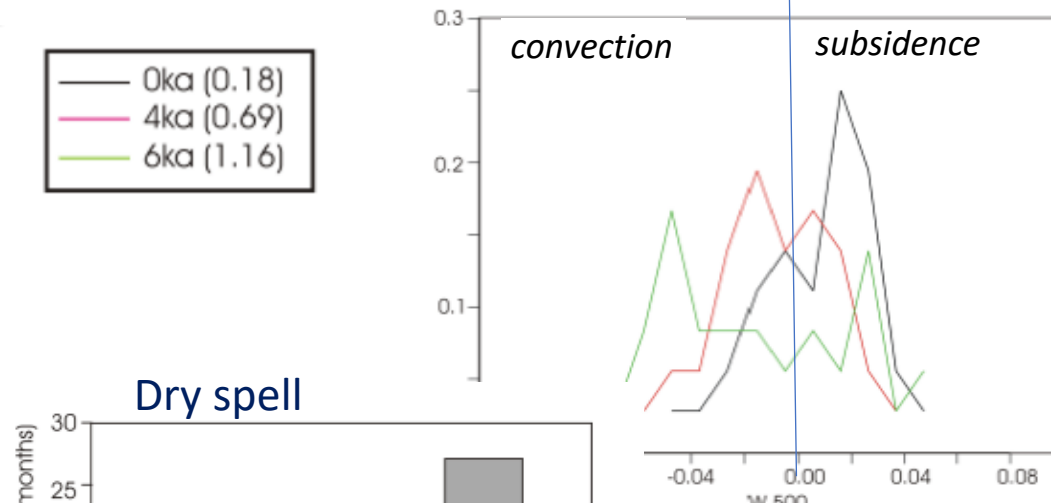 0.3
convection
subsidence
0ka (0.18)
4ka (0.69)
6ka (1.16)
0.2
0.1
Dry spell
30
25
months)
-0.04 0.00 0.04 0.08